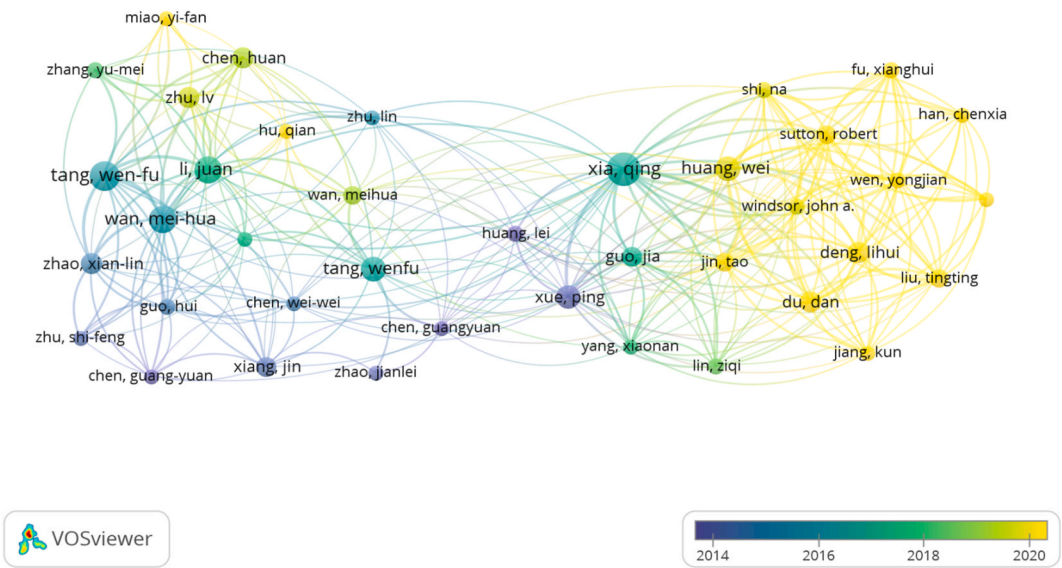 miao, yi-fan
chen, huan
zhang, yu-mei
fu, xianghui
shi, na
zhu, lv
zhu, lin
han, chenxia
hu, qian
sutton, robert
tang, wen-fu
li, juan
xia, qing
huang, wei
wen, yongjian
wan, meihua
windsor, john a.
wan, mei-hua
huang, lei
zhao, xian-lin
tang, wenfu
guo, jia
jin, tao
deng, lihui
liu, tingting
guo, hui
chen, wei-wei
xue, ping
du, dan
zhu, shi-feng
chen, guangyuan
yang, xiaonan
jiang, kun
chen, guang-yuan
xiang, jin
zhao, jianlei
lin, ziqi
VOSviewer
2014 2016 2018 2020